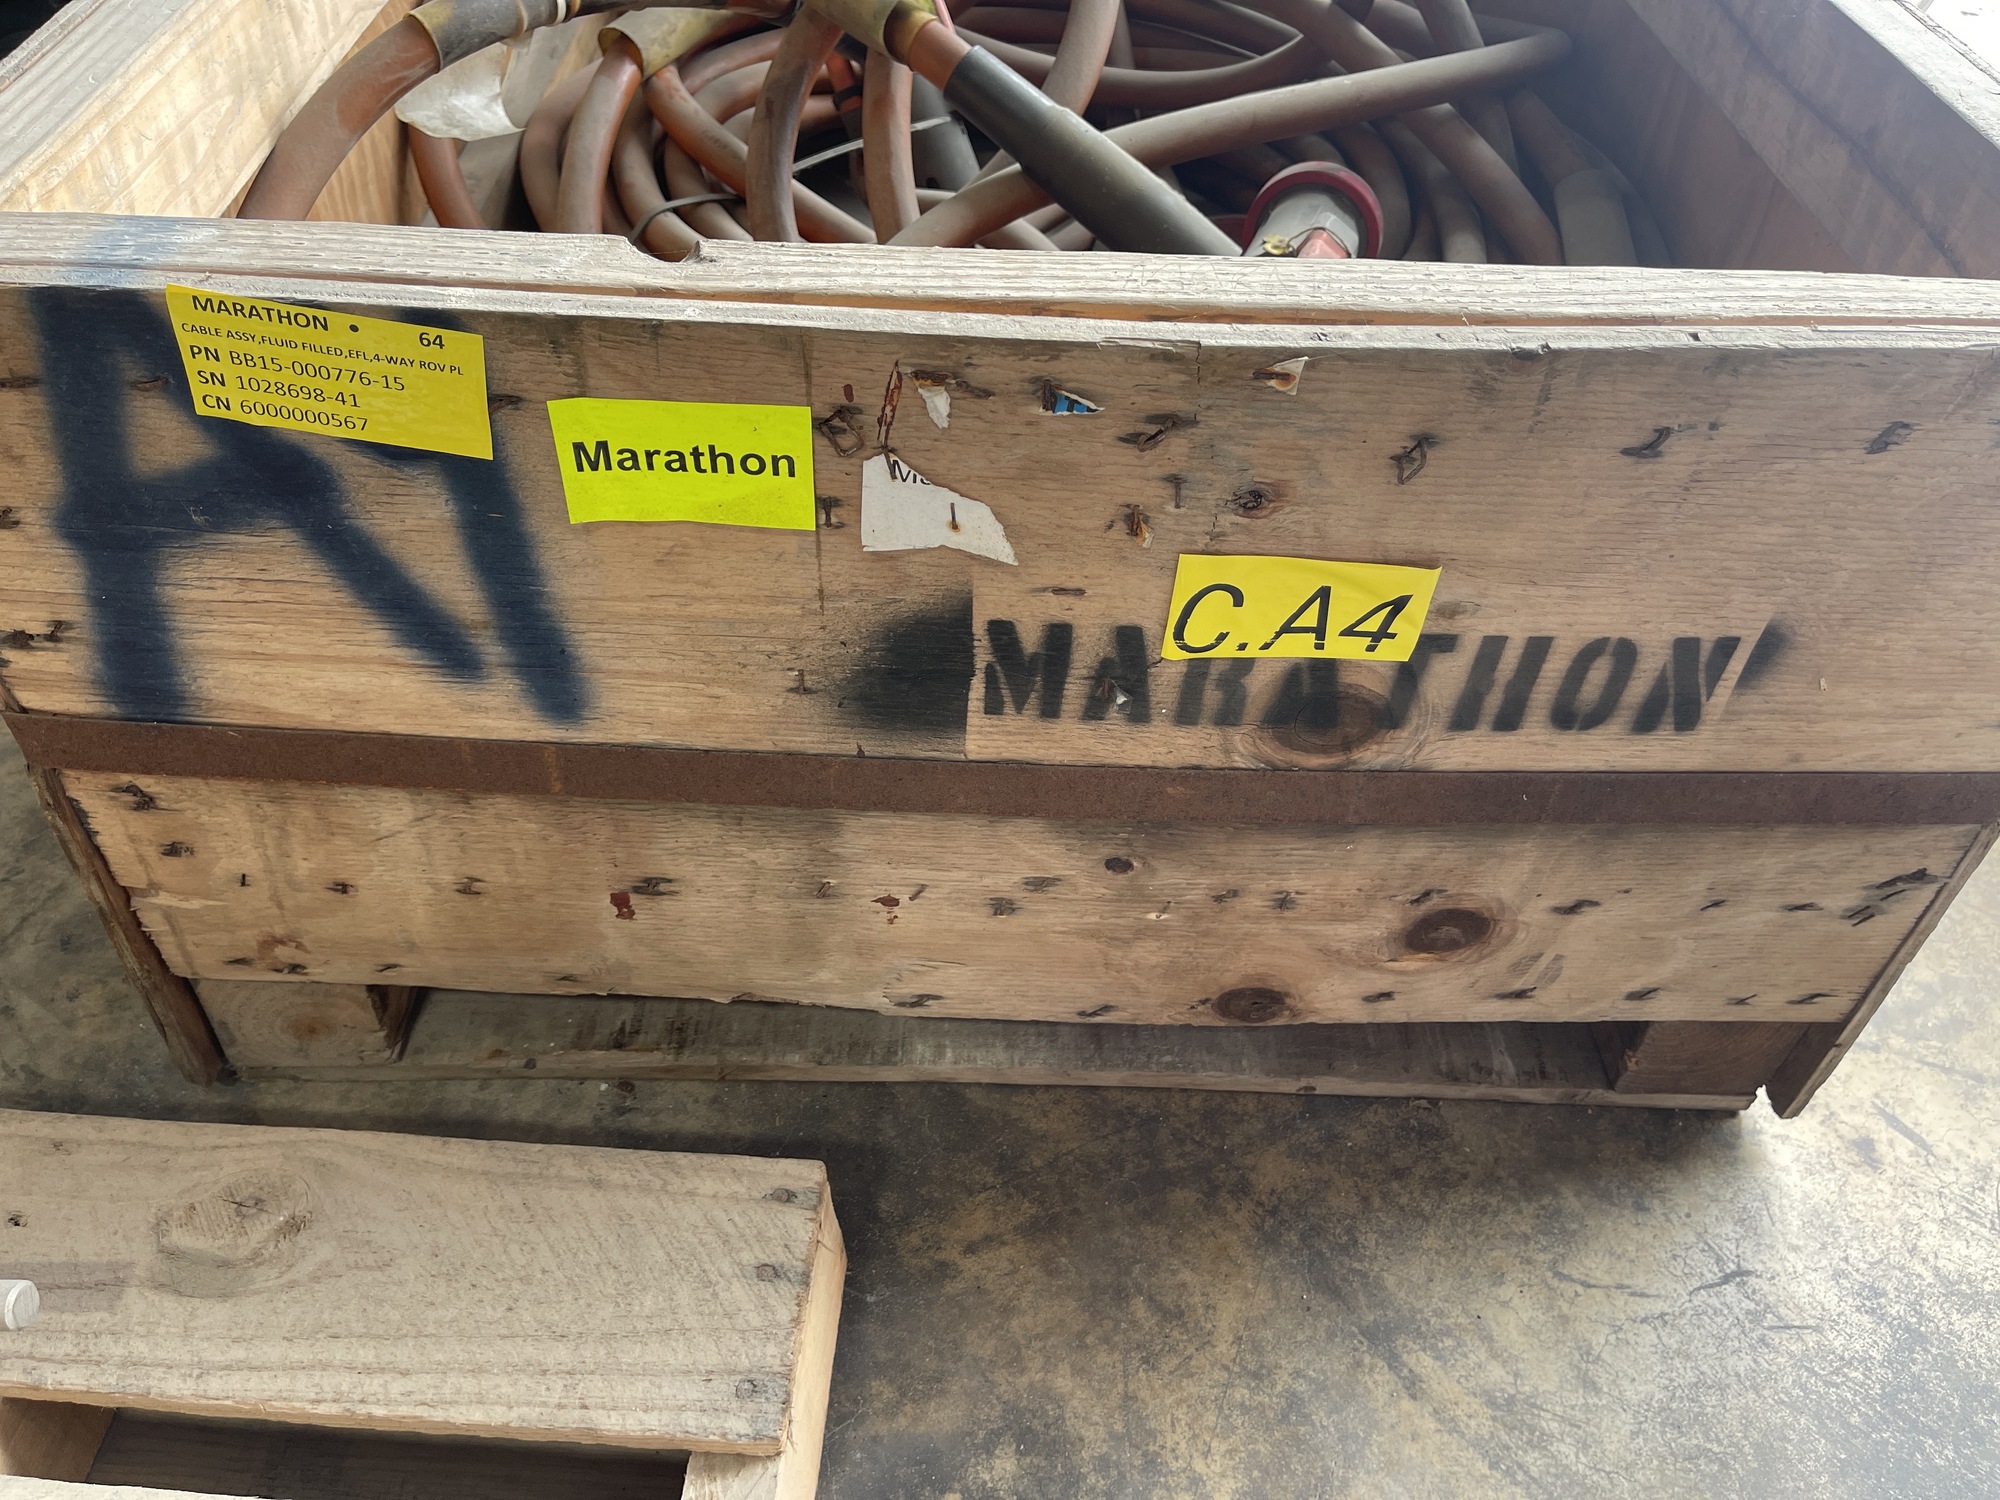 MARATHON • 64
CABLE ASSY,FLUID FILLED,EFL,4-WAY ROV PL
PN BB15-000776-15
SN 1028698-41
CN 6000000567
Marathon
C.A4
MARATHON